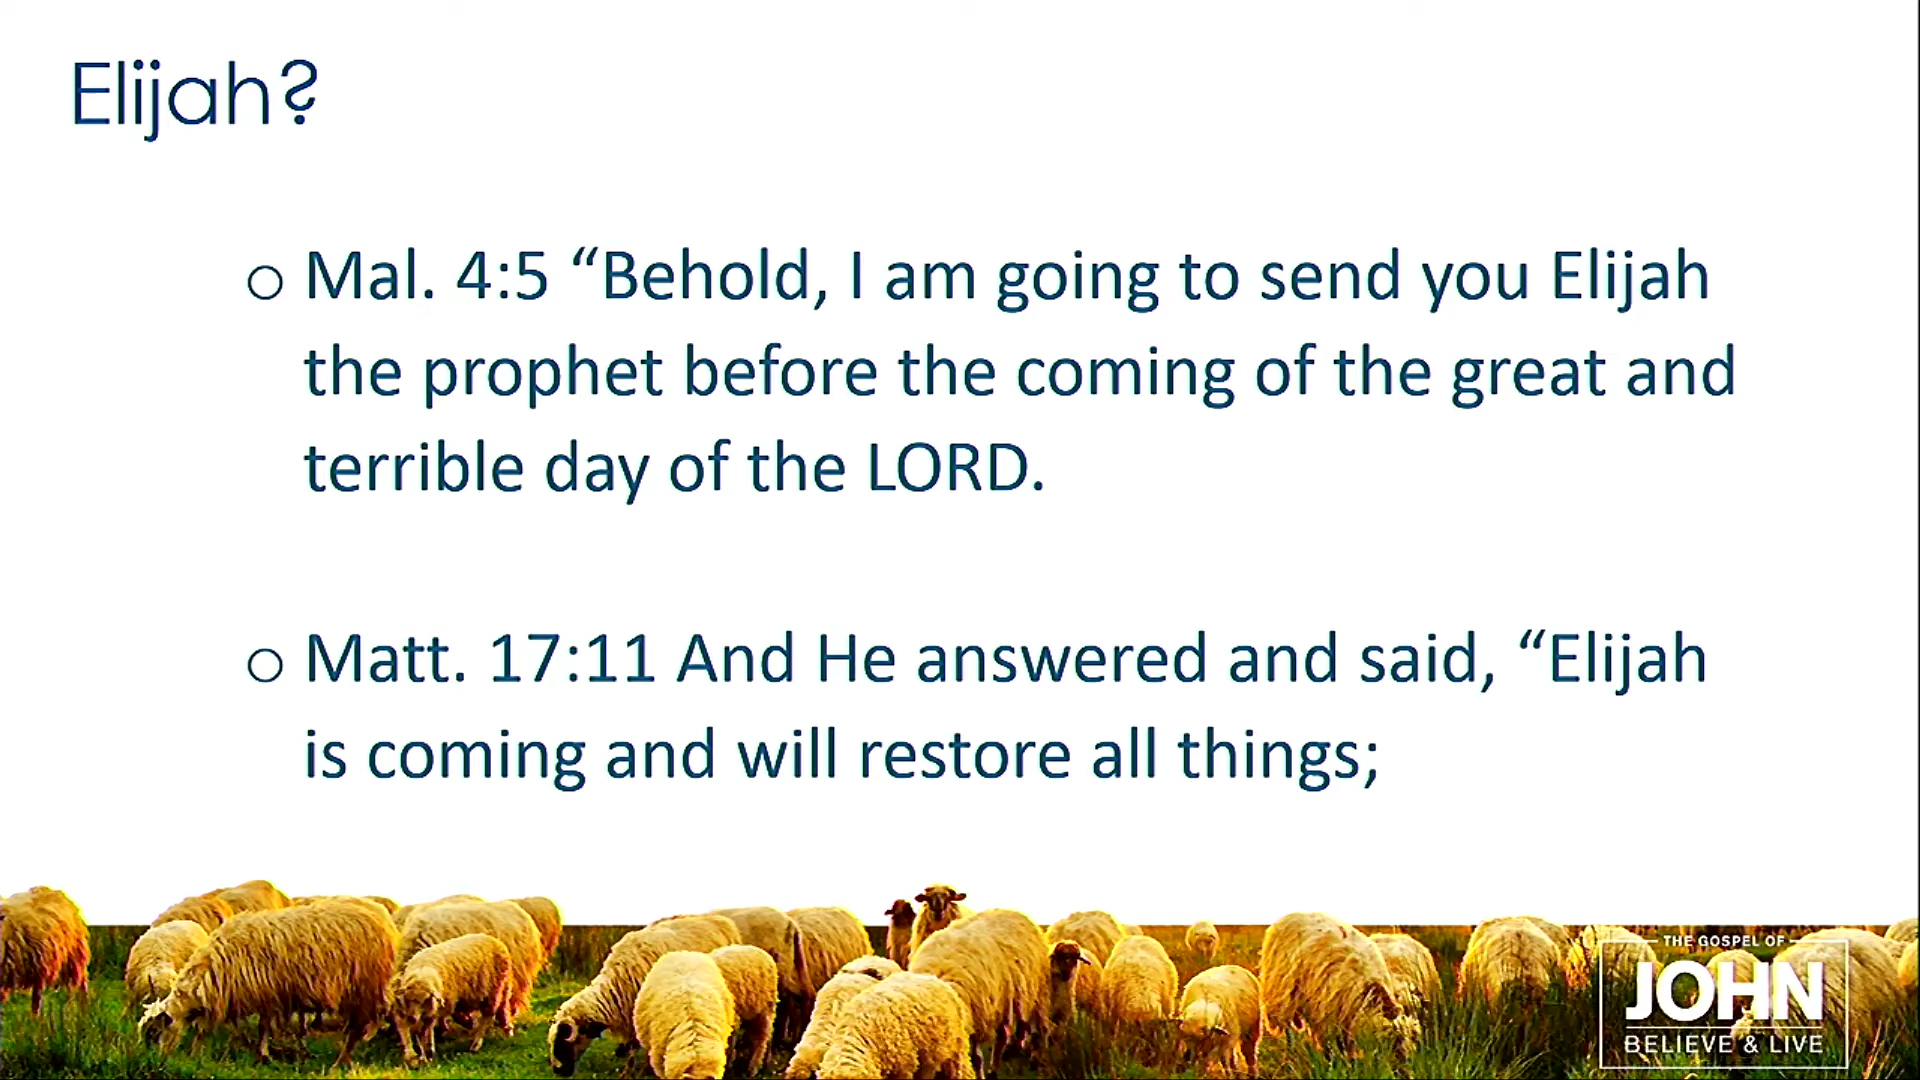 Elijah?
o Mal. 4:5 “Behold, I am going to send you Elijah
the prophet before the coming of the great and
terrible day of the LORD.
o Matt. 17:11 And He answered and said, “Elijah
is coming and will restore all things;
THE GOSPEL OF
JOHN
BELIEVE & LIVE